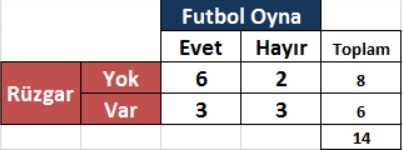 Futbol Oyna
Evet Hayır Toplam
Rüzgar Yok 6 2 8
Var 3 3 6
14